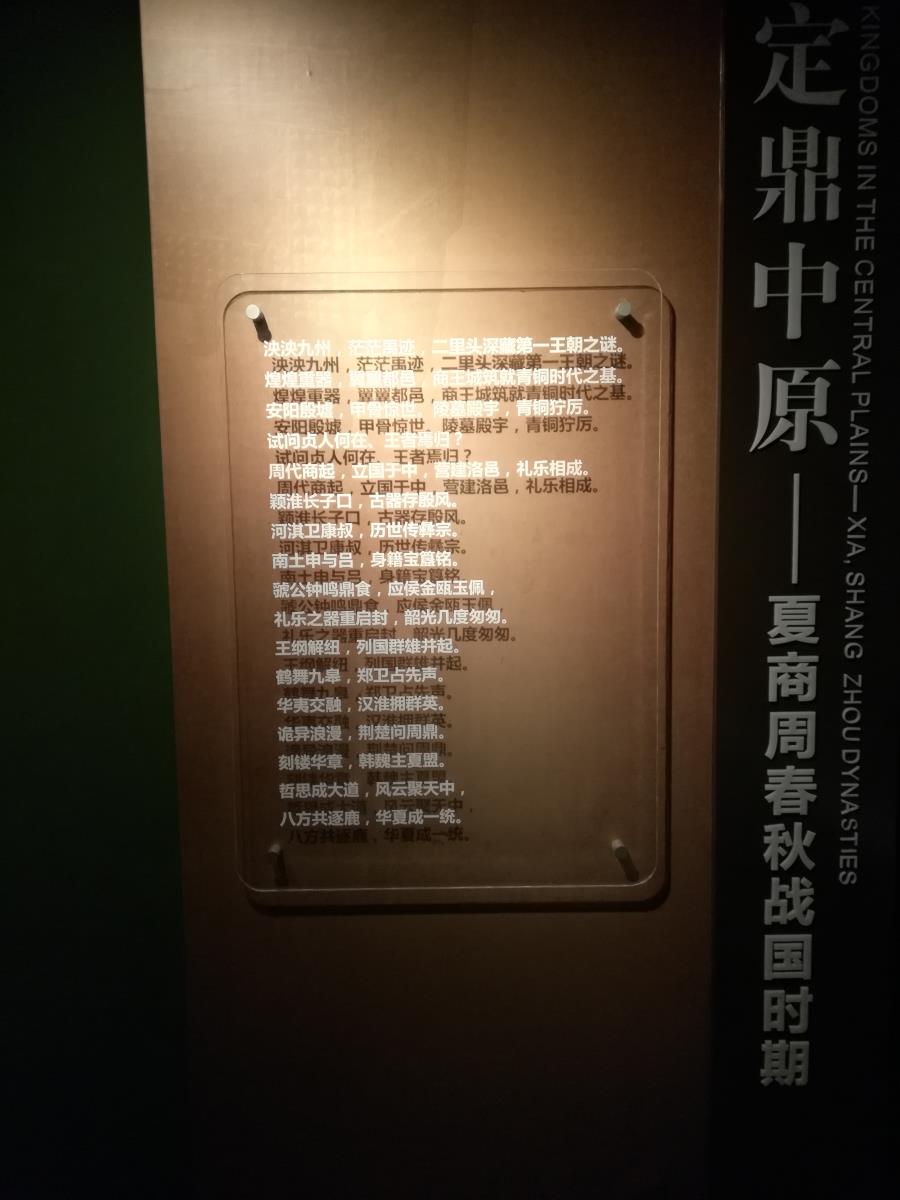 泱泱九州，茫茫禹迹，二里头深藏第一王朝之谜。
煌煌重器，翼翼都邑，商王城筑就青铜时代之基。
安阳殷墟，甲骨惊世。陵墓殿宇，青铜狞厉。
试问贞人何在、王者焉归？
周代商起，立国于中，营建洛邑，礼乐相成。
颖淮长子口，古器存殷风。
河淇卫康叔，历世传彝宗。
南土申与吕，身籍宝簋铭。
虢公钟鸣鼎食，应侯金瓯玉佩，
礼乐之器重启封，韶光几度匆匆。
王纲解纽，列国群雄并起。
鹤舞九皋，郑卫占先声。
华夷交融，汉淮拥群英。
诡异浪漫，荆楚问周鼎。
刻镂华章，韩魏主夏盟。
哲思成大道，风云聚天中，
八方共逐鹿，华夏成一统。
定鼎中原——夏商周春秋战国时期
KINGDOMS IN THE CENTRAL PLAINS—XIA, SHANG ZHOU DYNASTIES